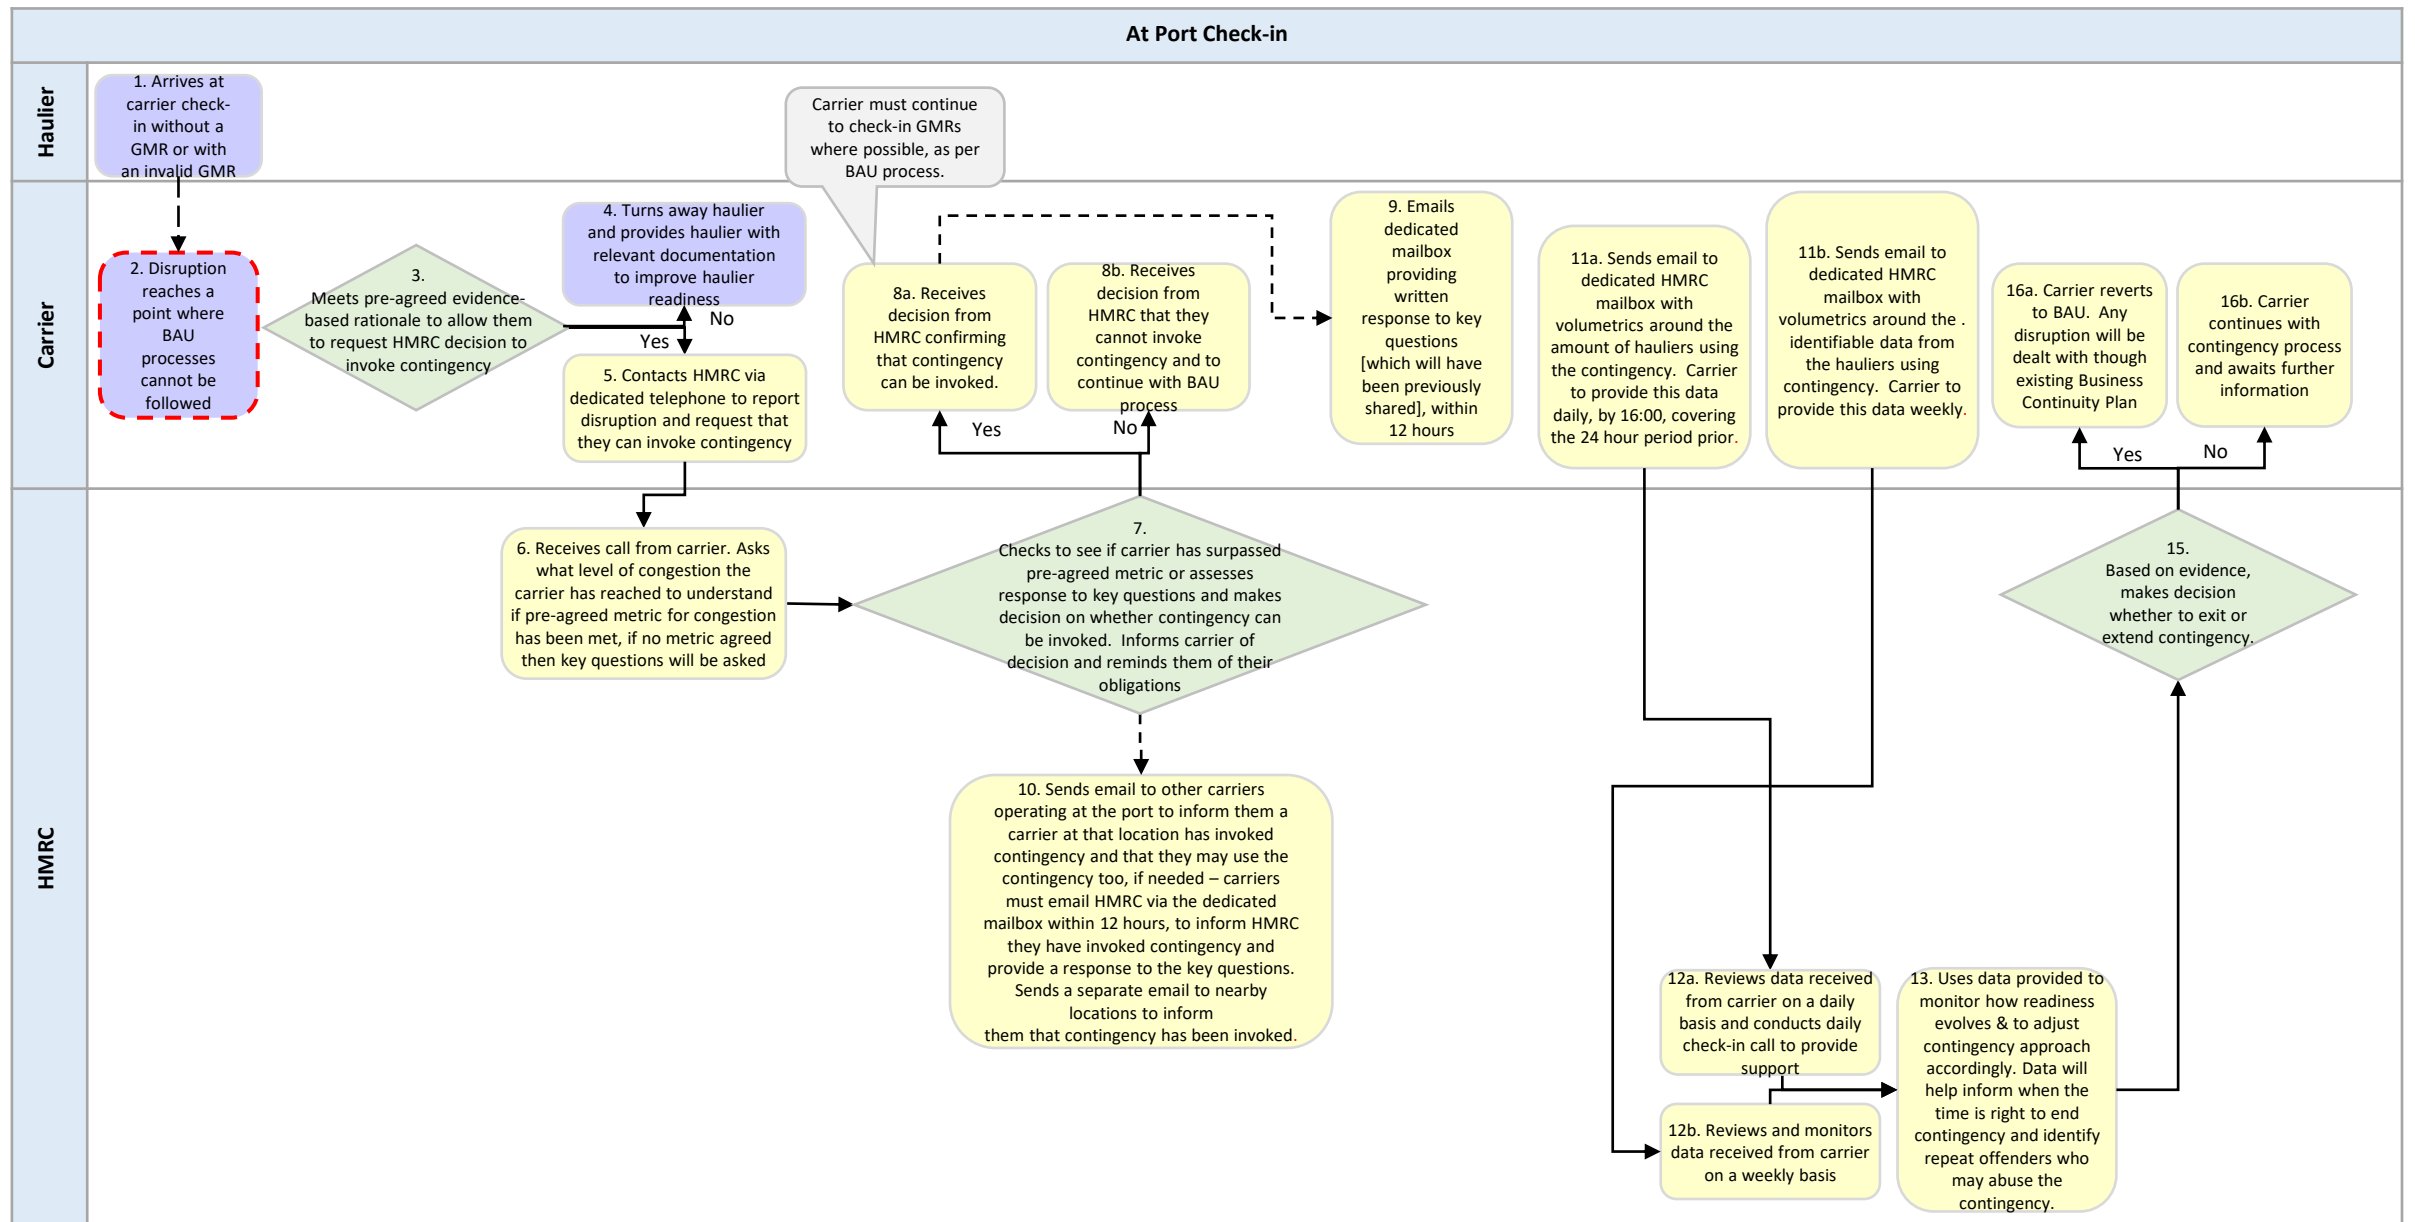 At Port Check-in
Haulier
1. Arrives at
carrier check-
in without a
GMR or with
an invalid GMR
Carrier must continue
to check-in GMRs
where possible, as per
BAU process.
Carrier
2. Disruption
reaches a
point where
BAU
processes
cannot be
followed
3.
Meets pre-agreed evidence-
based rationale to allow them
to request HMRC decision to
invoke contingency
4. Turns away haulier
and provides haulier with
relevant documentation
to improve haulier
readiness
No
Yes
5. Contacts HMRC via
dedicated telephone to report
disruption and request that
they can invoke contingency
8a. Receives
decision from
HMRC confirming
that contingency
can be invoked.
8b. Receives
decision from
HMRC that they
cannot invoke
contingency and to
continue with BAU
process
Yes
No
9. Emails
dedicated
mailbox
providing
written
response to key
questions
[which will have
been previously
shared], within
12 hours
11a. Sends email to
dedicated HMRC
mailbox with
volumetrics around the
amount of hauliers using
the contingency.  Carrier
to provide this data
daily, by 16:00, covering
the 24 hour period prior.
11b. Sends email to
dedicated HMRC
mailbox with
volumetrics around the .
identifiable data from
the hauliers using
contingency.  Carrier to
provide this data weekly.
16a. Carrier reverts
to BAU.  Any
disruption will be
dealt with though
existing Business
Continuity Plan
16b. Carrier
continues with
contingency process
and awaits further
information
Yes
No
HMRC
6. Receives call from carrier. Asks
what level of congestion the
carrier has reached to understand
if pre-agreed metric for congestion
has been met, if no metric agreed
then key questions will be asked
7.
Checks to see if carrier has surpassed
pre-agreed metric or assesses
response to key questions and makes
decision on whether contingency can
be invoked.  Informs carrier of
decision and reminds them of their
obligations
10. Sends email to other carriers
operating at the port to inform them a
carrier at that location has invoked
contingency and that they may use the
contingency too, if needed – carriers
must email HMRC via the dedicated
mailbox within 12 hours, to inform HMRC
they have invoked contingency and
provide a response to the key questions.
Sends a separate email to nearby
locations to inform
them that contingency has been invoked.
12a. Reviews data received
from carrier on a daily
basis and conducts daily
check-in call to provide
support
12b. Reviews and monitors
data received from carrier
on a weekly basis
13. Uses data provided to
monitor how readiness
evolves & to adjust
contingency approach
accordingly. Data will
help inform when the
time is right to end
contingency and identify
repeat offenders who
may abuse the
contingency.
15.
Based on evidence,
makes decision
whether to exit or
extend contingency.